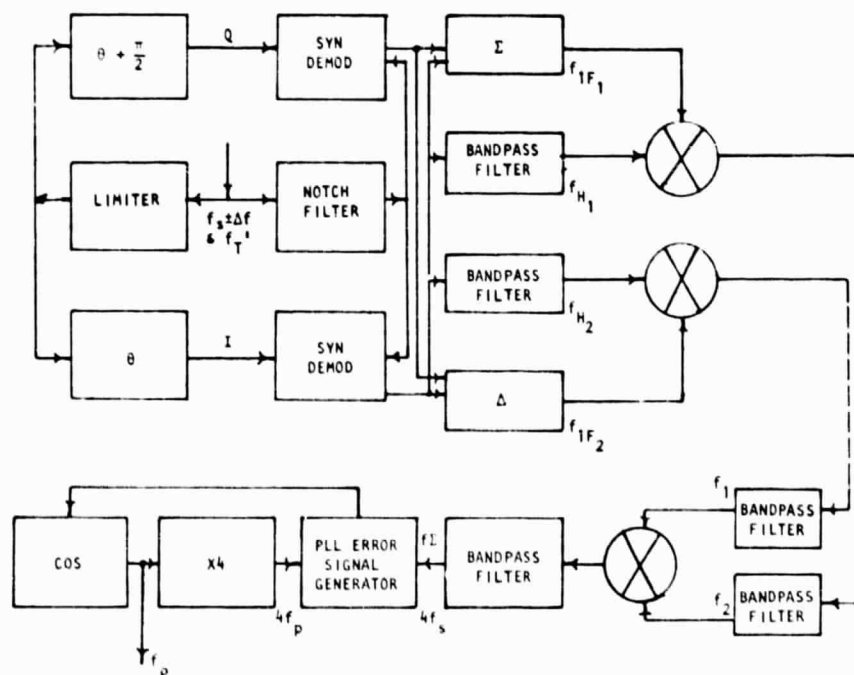 θ + π/2
Q
SYN
DEMOD
Σ
f1F1
LIMITER
fs ± Δf
& fT'
NOTCH
FILTER
BANDPASS
FILTER
fH1
BANDPASS
FILTER
fH2
θ
I
SYN
DEMOD
Δ
f1F2
COS
X4
4fp
PLL ERROR
SIGNAL
GENERATOR
fΣ
4fs
BANDPASS
FILTER
f1
BANDPASS
FILTER
f2
BANDPASS
FILTER